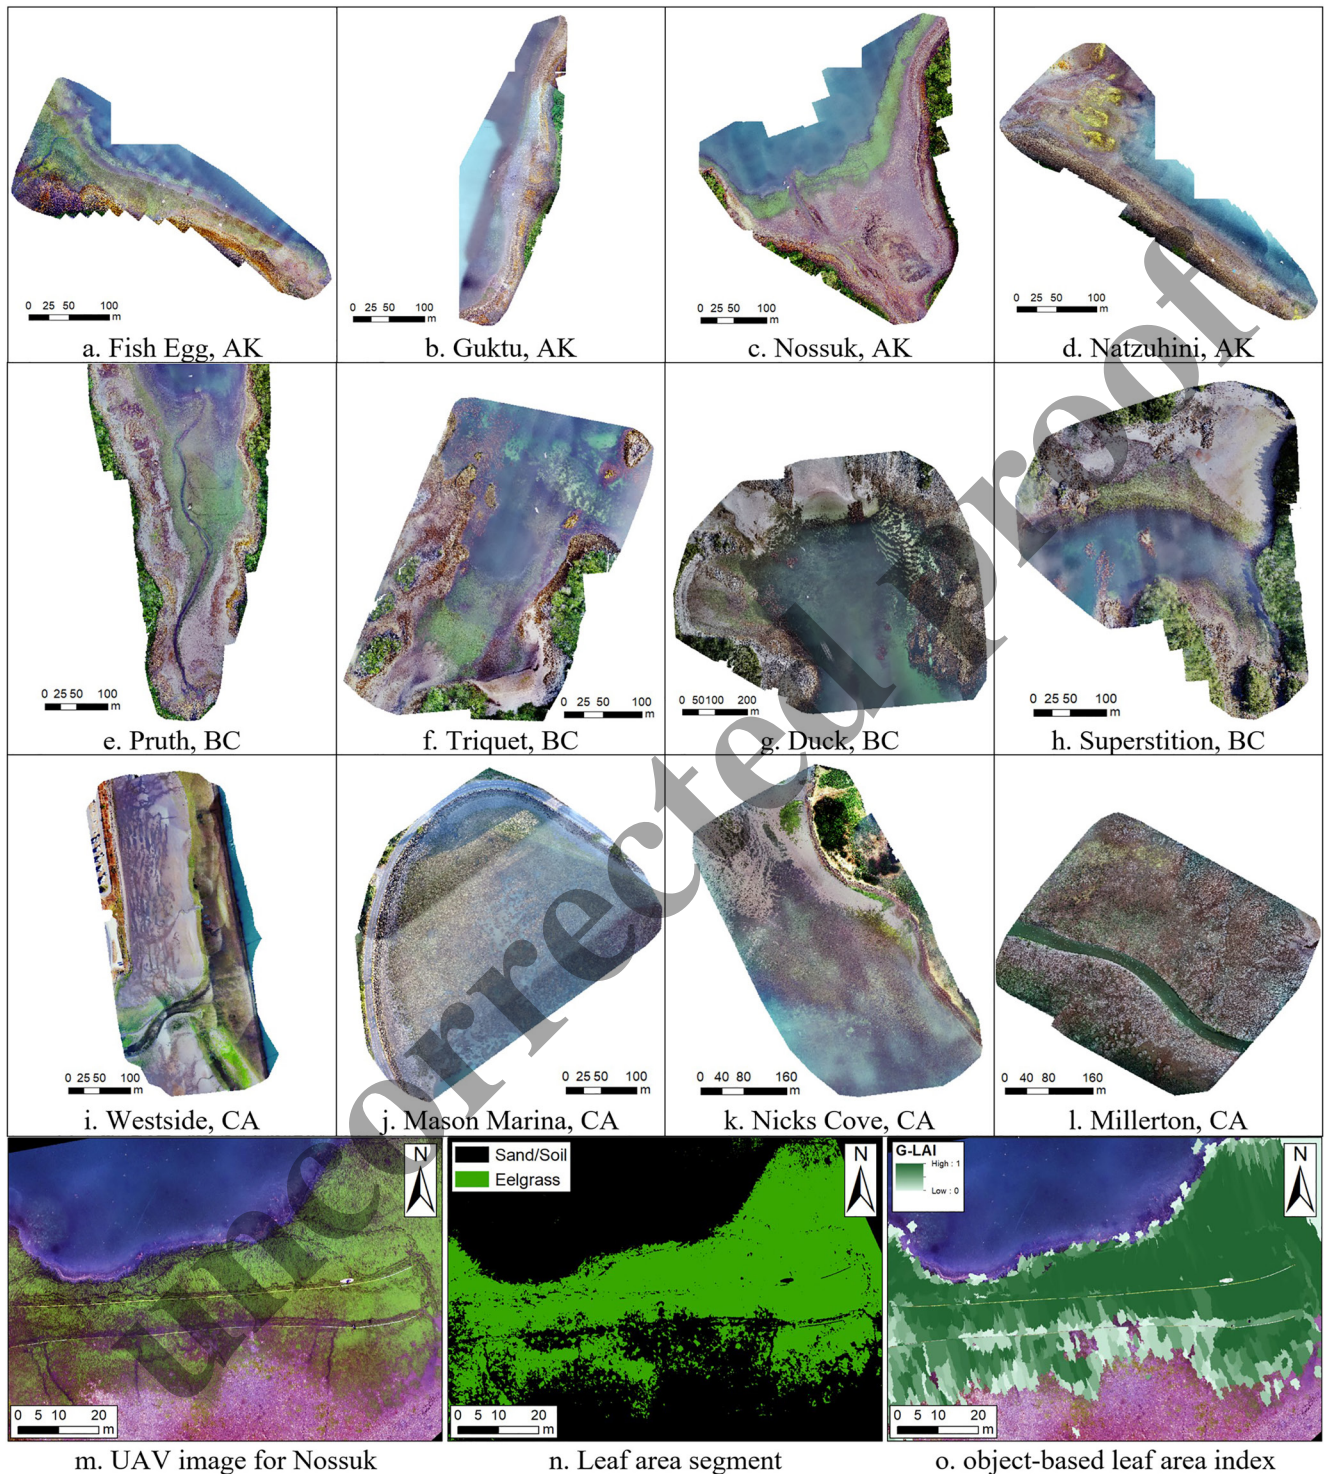 0 25 50 100
m
a. Fish Egg, AK
0 25 50 100
m
b. Guktu, AK
0 25 50 100
m
c. Nossuk, AK
0 25 50 100
m
d. Natzuhini, AK
0 25 50 100
m
e. Pruth, BC
0 25 50 100
m
f. Triquet, BC
0 50 100 200
m
g. Duck, BC
0 25 50 100
m
h. Superstition, BC
0 25 50 100
m
i. Westside, CA
0 25 50 100
m
j. Mason Marina, CA
0 40 80 160
m
k. Nicks Cove, CA
0 40 80 160
m
l. Millerton, CA
N
0 5 10 20
m
m. UAV image for Nossuk
Sand/Soil
Eelgrass
N
0 5 10 20
m
n. Leaf area segment
G-LAI
High : 1
Low : 0
N
0 5 10 20
m
o. object-based leaf area index
uncorrected proof